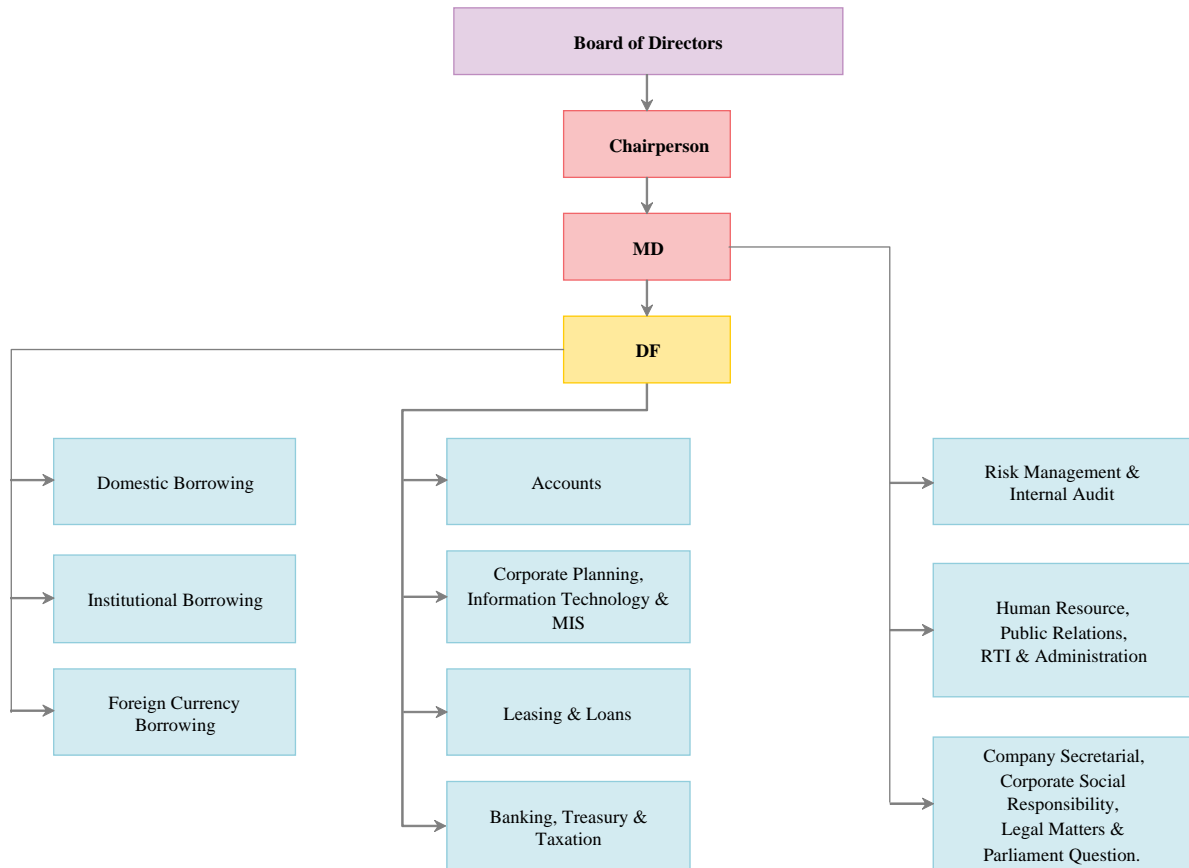 Board of Directors
Chairperson
MD
DF
Domestic Borrowing
Institutional Borrowing
Foreign Currency
Borrowing
Accounts
Corporate Planning,
Information Technology &
MIS
Leasing & Loans
Banking, Treasury &
Taxation
Risk Management &
Internal Audit
Human Resource,
Public Relations,
RTI & Administration
Company Secretarial,
Corporate Social
Responsibility,
Legal Matters &
Parliament Question.